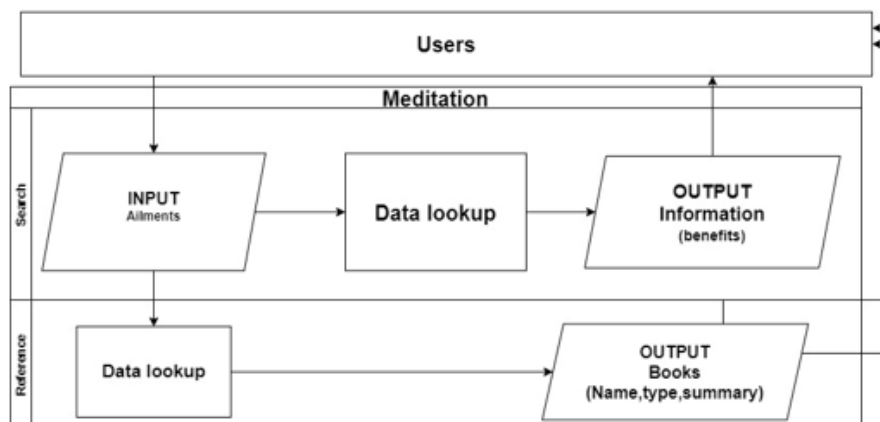 Users
Meditation
Search
INPUT
Ailments
Data lookup
OUTPUT
Information
(benefits)
Reference
Data lookup
OUTPUT
Books
(Name,type,summary)